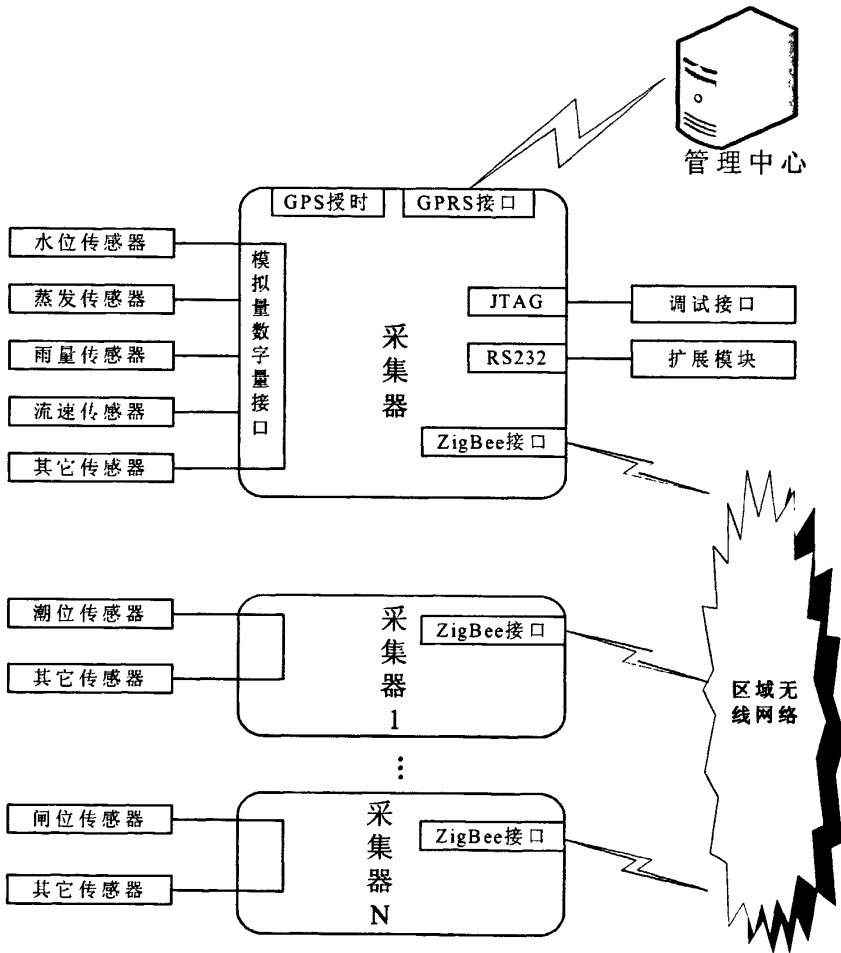 管理中心
GPS授时
GPRS接口
水位传感器
蒸发传感器
雨量传感器
流速传感器
其它传感器
模拟量数字量接口
采集器
JTAG
RS232
ZigBee接口
调试接口
扩展模块
潮位传感器
其它传感器
采集器1
ZigBee接口
区域无
线网络
⋮
闸位传感器
其它传感器
采集器N
ZigBee接口